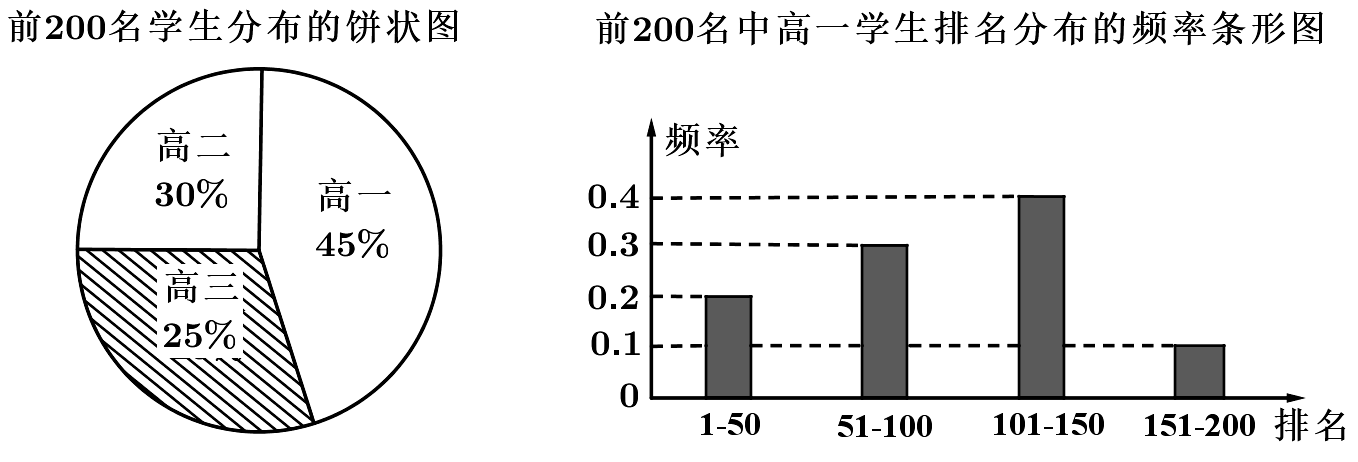 前200名学生分布的饼状图
高二
30%
高一
45%
高三
25%
前200名中高一学生排名分布的频率条形图
频率
0.4
0.3
0.2
0.1
0
1-50
51-100
101-150
151-200
排名